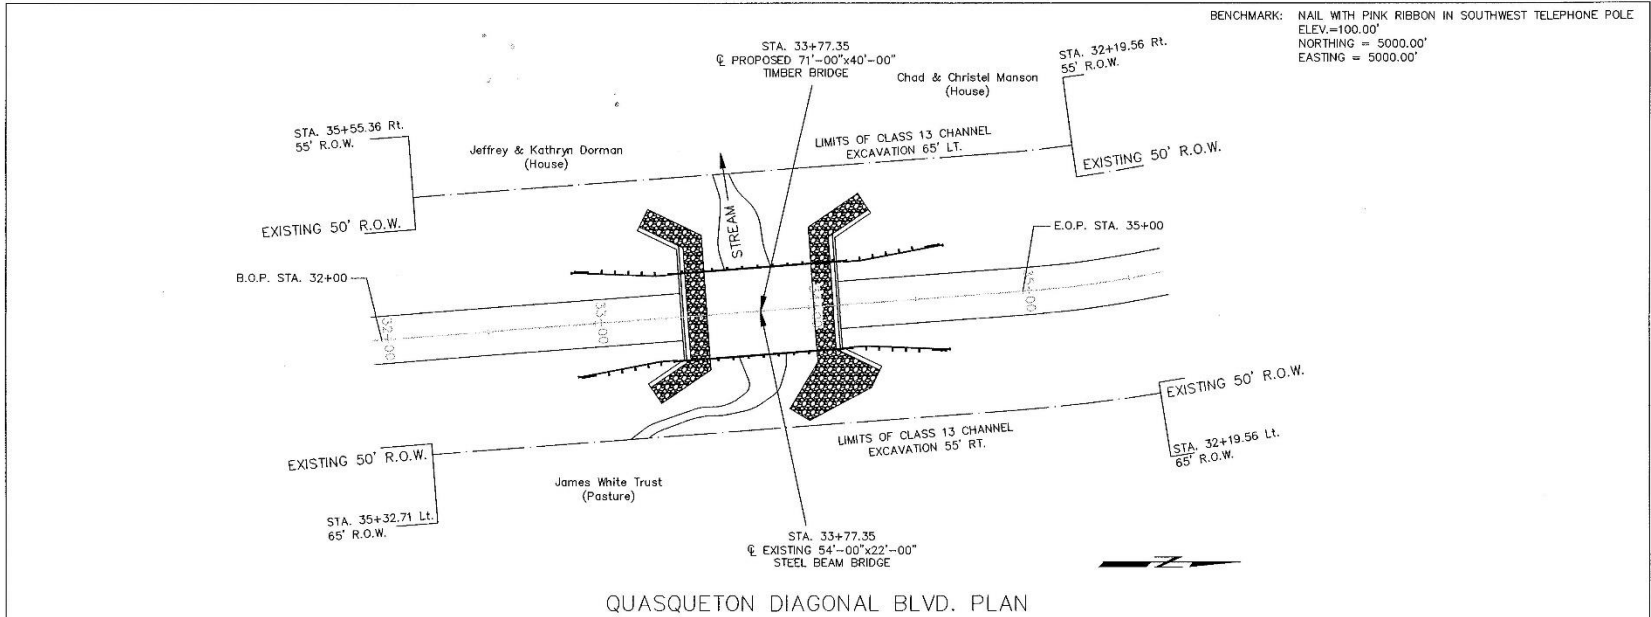 BENCHMARK: NAIL WITH PINK RIBBON IN SOUTHWEST TELEPHONE POLE
ELEV.=100.00'
NORTHING = 5000.00'
EASTING = 5000.00'
STA. 33+77.35
℄ PROPOSED 71'-00"x40'-00"
TIMBER BRIDGE
STA. 32+19.56 Rt.
55' R.O.W.
Chad & Christel Manson
(House)
STA. 35+55.36 Rt.
55' R.O.W.
Jeffrey & Kathryn Dorman
(House)
LIMITS OF CLASS 13 CHANNEL
EXCAVATION 65' LT.
EXISTING 50' R.O.W.
EXISTING 50' R.O.W.
STREAM
E.O.P. STA. 35+00
B.O.P. STA. 32+00
32+00
33+00
35+00
EXISTING 50' R.O.W.
LIMITS OF CLASS 13 CHANNEL
EXCAVATION 55' RT.
STA. 32+19.56 Lt.
65' R.O.W.
EXISTING 50' R.O.W.
James White Trust
(Pasture)
STA. 35+32.71 Lt.
65' R.O.W.
STA. 33+77.35
℄ EXISTING 54'-00"x22'-00"
STEEL BEAM BRIDGE
N
QUASQUETON DIAGONAL BLVD. PLAN